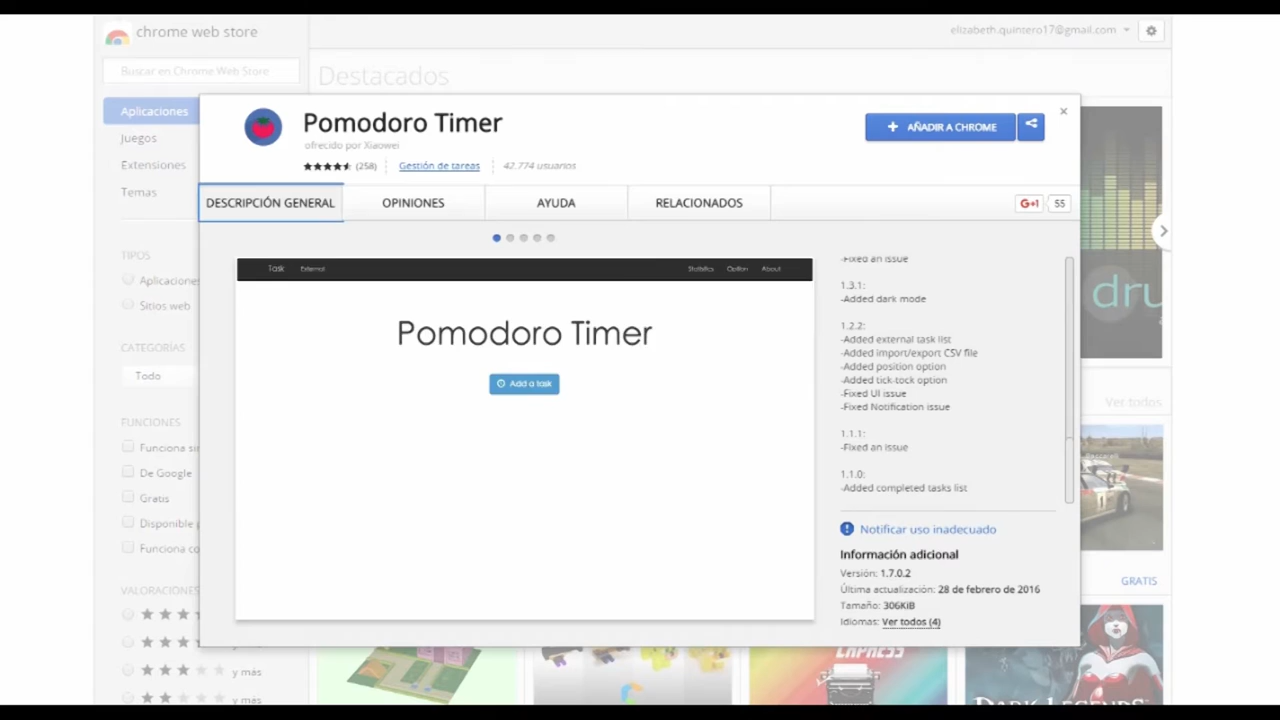 chrome web store
elizabeth.quintero17@gmail.com
Buscar en Chrome Web Store
Destacados
Aplicaciones
Juegos
Extensiones
Temas
TIPOS
Aplicaciones
Sitios web
CATEGORÍAS
Todo
FUNCIONES
Funciona
De Google
Gratis
Disponible
Funciona
VALORACIONES
y más
y más
Pomodoro Timer
ofrecido por Xiaowei
(258)
Gestión de tareas
42.774 usuarios
AÑADIR A CHROME
DESCRIPCIÓN GENERAL
OPINIONES
AYUDA
RELACIONADOS
G+1
55
Task External Statistics Option About
Pomodoro Timer
Add a task
-Fixed an issue
1.3.1:
-Added dark mode
1.2.2:
-Added external task list
-Added import/export CSV file
-Added position option
-Added tick-tock option
-Fixed UI issue
-Fixed Notification issue
1.1.1:
-Fixed an issue
1.1.0:
-Added completed tasks list
Notificar uso inadecuado
Información adicional
Versión: 1.7.0.2
Última actualización: 28 de febrero de 2016
Tamaño: 306KiB
Idiomas: Ver todos (4)
dru
Ver todos
GRATIS
DARK LEGENDS